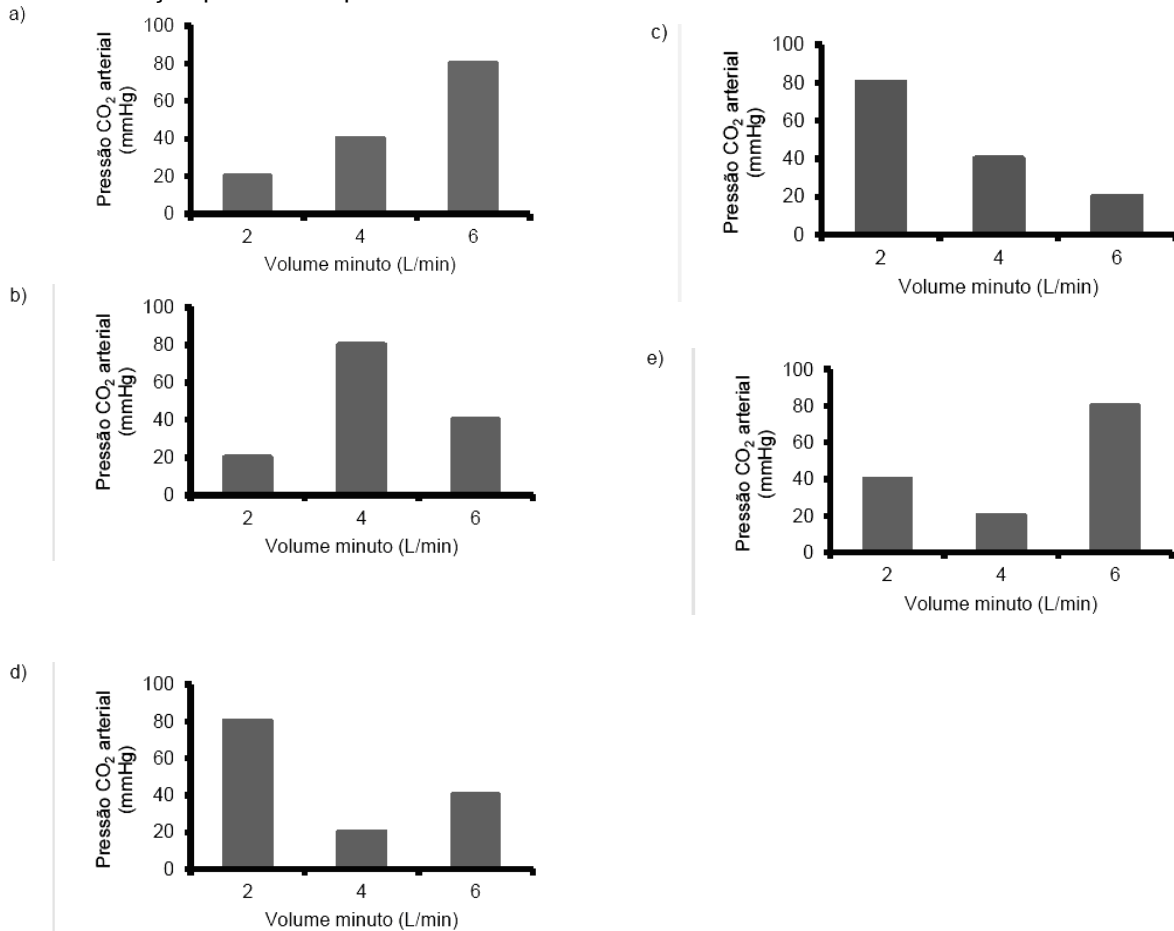 a)
100
80
60
40
20
0
Pressão CO₂ arterial
(mmHg)
2 4 6
Volume minuto (L/min)
b)
100
80
60
40
20
0
Pressão CO₂ arterial
(mmHg)
2 4 6
Volume minuto (L/min)
d)
100
80
60
40
20
0
Pressão CO₂ arterial
(mmHg)
2 4 6
Volume minuto (L/min)
c)
100
80
60
40
20
0
Pressão CO₂ arterial
(mmHg)
2 4 6
Volume minuto (L/min)
e)
100
80
60
40
20
0
Pressão CO₂ arterial
(mmHg)
2 4 6
Volume minuto (L/min)